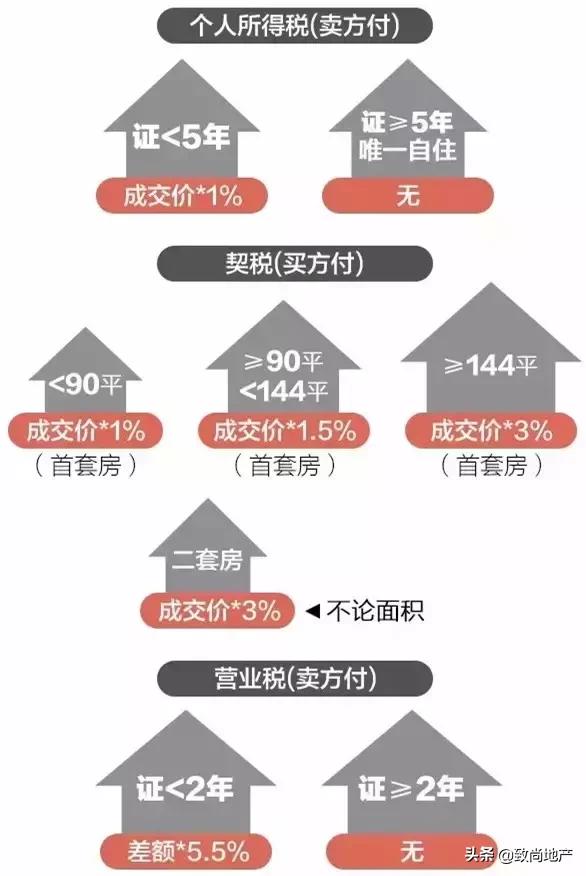 个人所得税(卖方付)
证<5年
成交价*1%
证≥5年
唯一自住
无
契税(买方付)
<90平
成交价*1%
(首套房)
≥90平
<144平
成交价*1.5%
(首套房)
≥144平
成交价*3%
(首套房)
二套房
成交价*3%
◄不论面积
营业税(卖方付)
证<2年
差额*5.5%
证≥2年
无
头条 @致尚地产